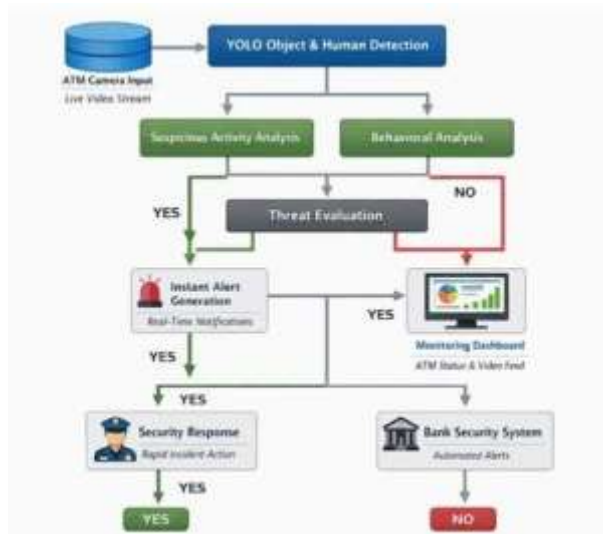 YOLO Object & Human Detection
ATM Camera Input
Live Video Stream
Suspicious Activity Analysis
Behavioral Analysis
YES
NO
Threat Evaluation
Instant Alert
Generation
Real-Time Notifications
YES
Monitoring Dashboard
ATM Status & Video Feed
YES
YES
Security Response
Rapid Incident Action
Bank Security System
Automated Alerts
YES
YES
NO